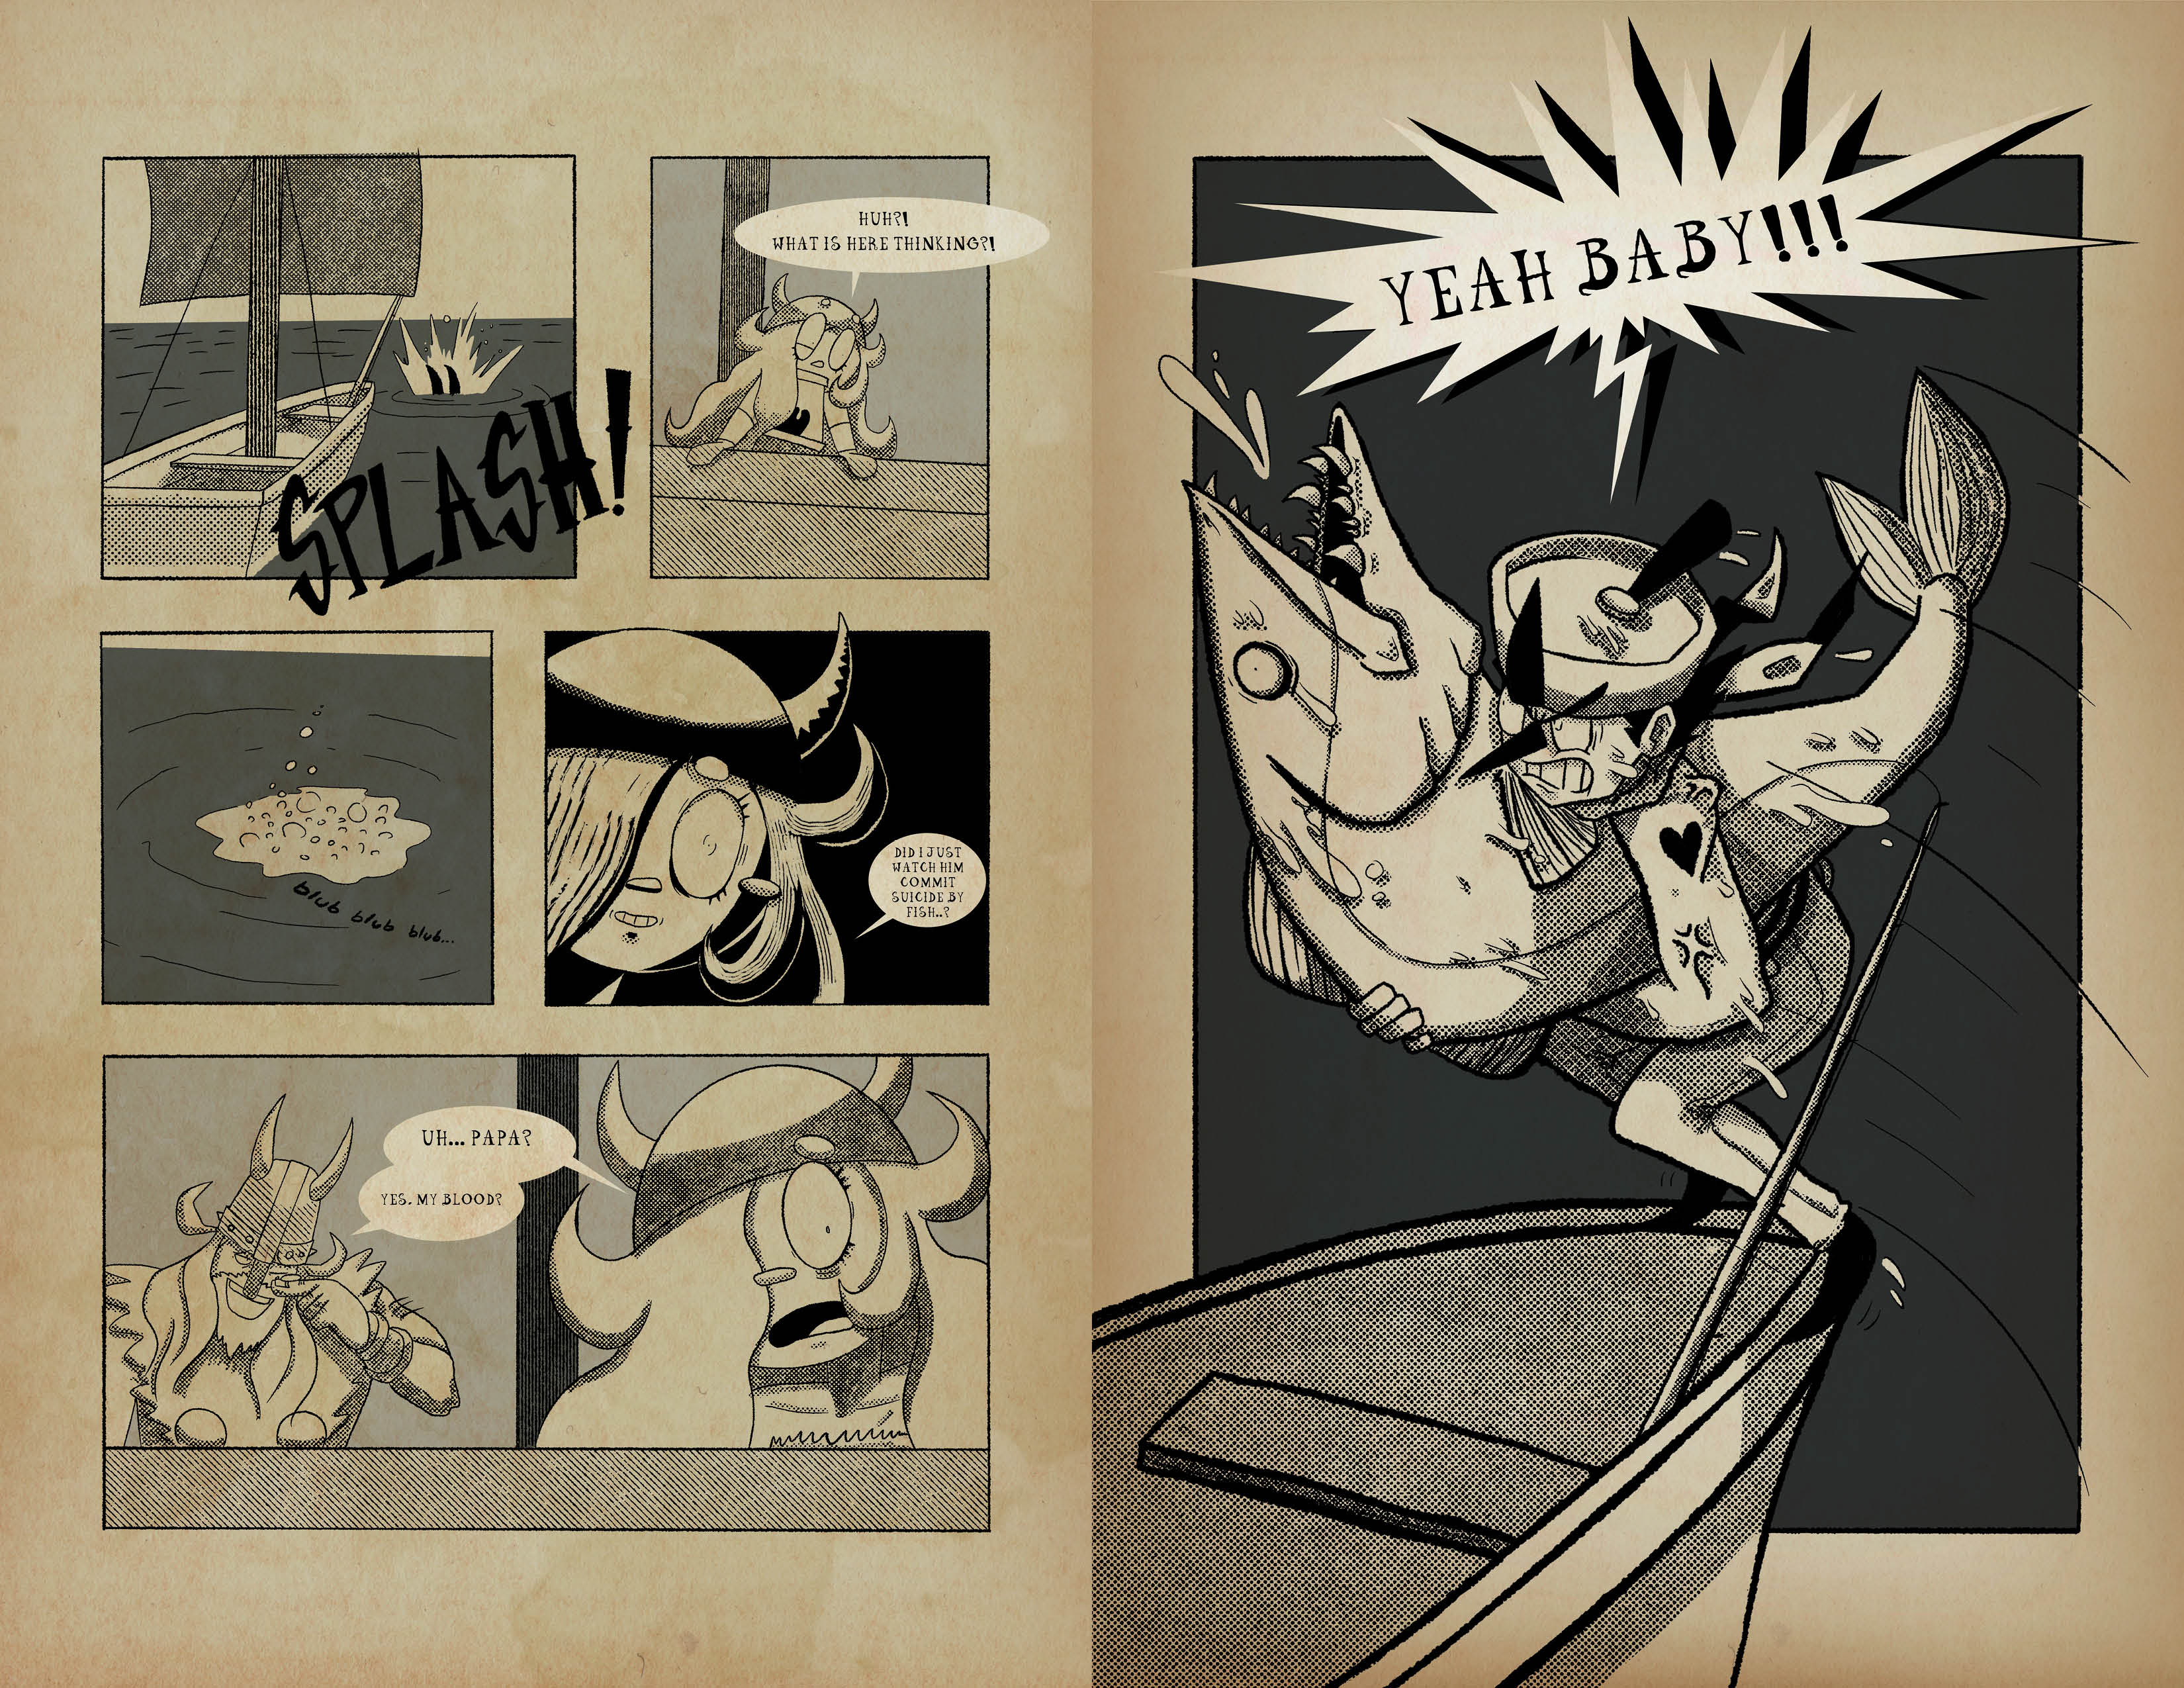 SPLASH!
HUH?!
WHAT IS HERE THINKING?!
blub blub blub...
DID I JUST
WATCH HIM
COMMIT
SUICIDE BY
FISH..?
UH... PAPA?
YES, MY BLOOD?
YEAH BABY!!!